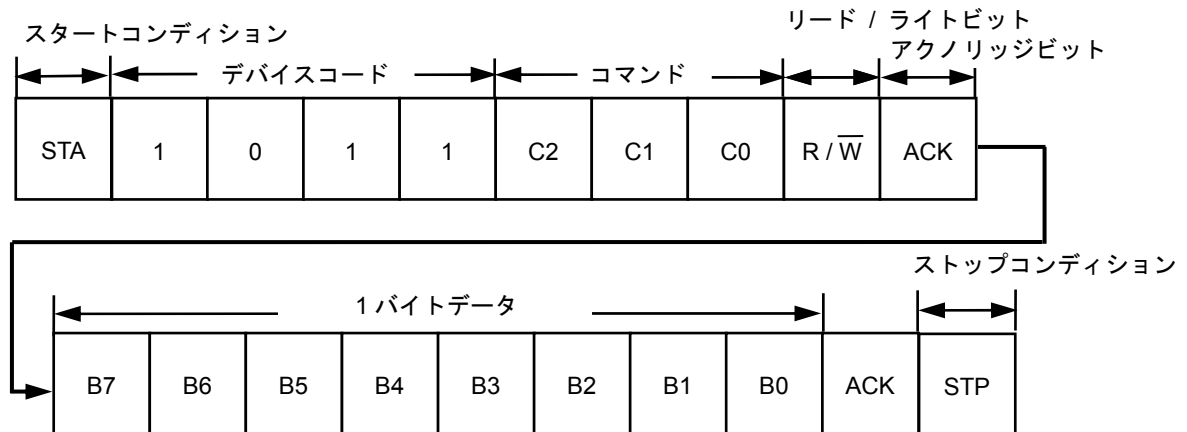 リード / ライトビット
スタートコンディション
アクノリッジビット
デバイスコード
コマンド
STA 1 0 1 1 C2 C1 C0 R / W̅ ACK
ストップコンディション
1 バイトデータ
B7 B6 B5 B4 B3 B2 B1 B0 ACK STP